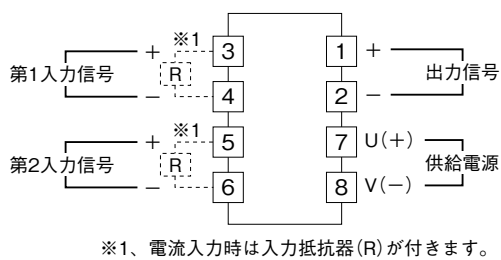 ※1
+ 3 1 +
第1入力信号 R 出力信号
− 4 2 −
※1
+ 5 7 U(+)
第2入力信号 R 供給電源
− 6 8 V(−)
※1、電流入力時は入力抵抗器(R)が付きます。